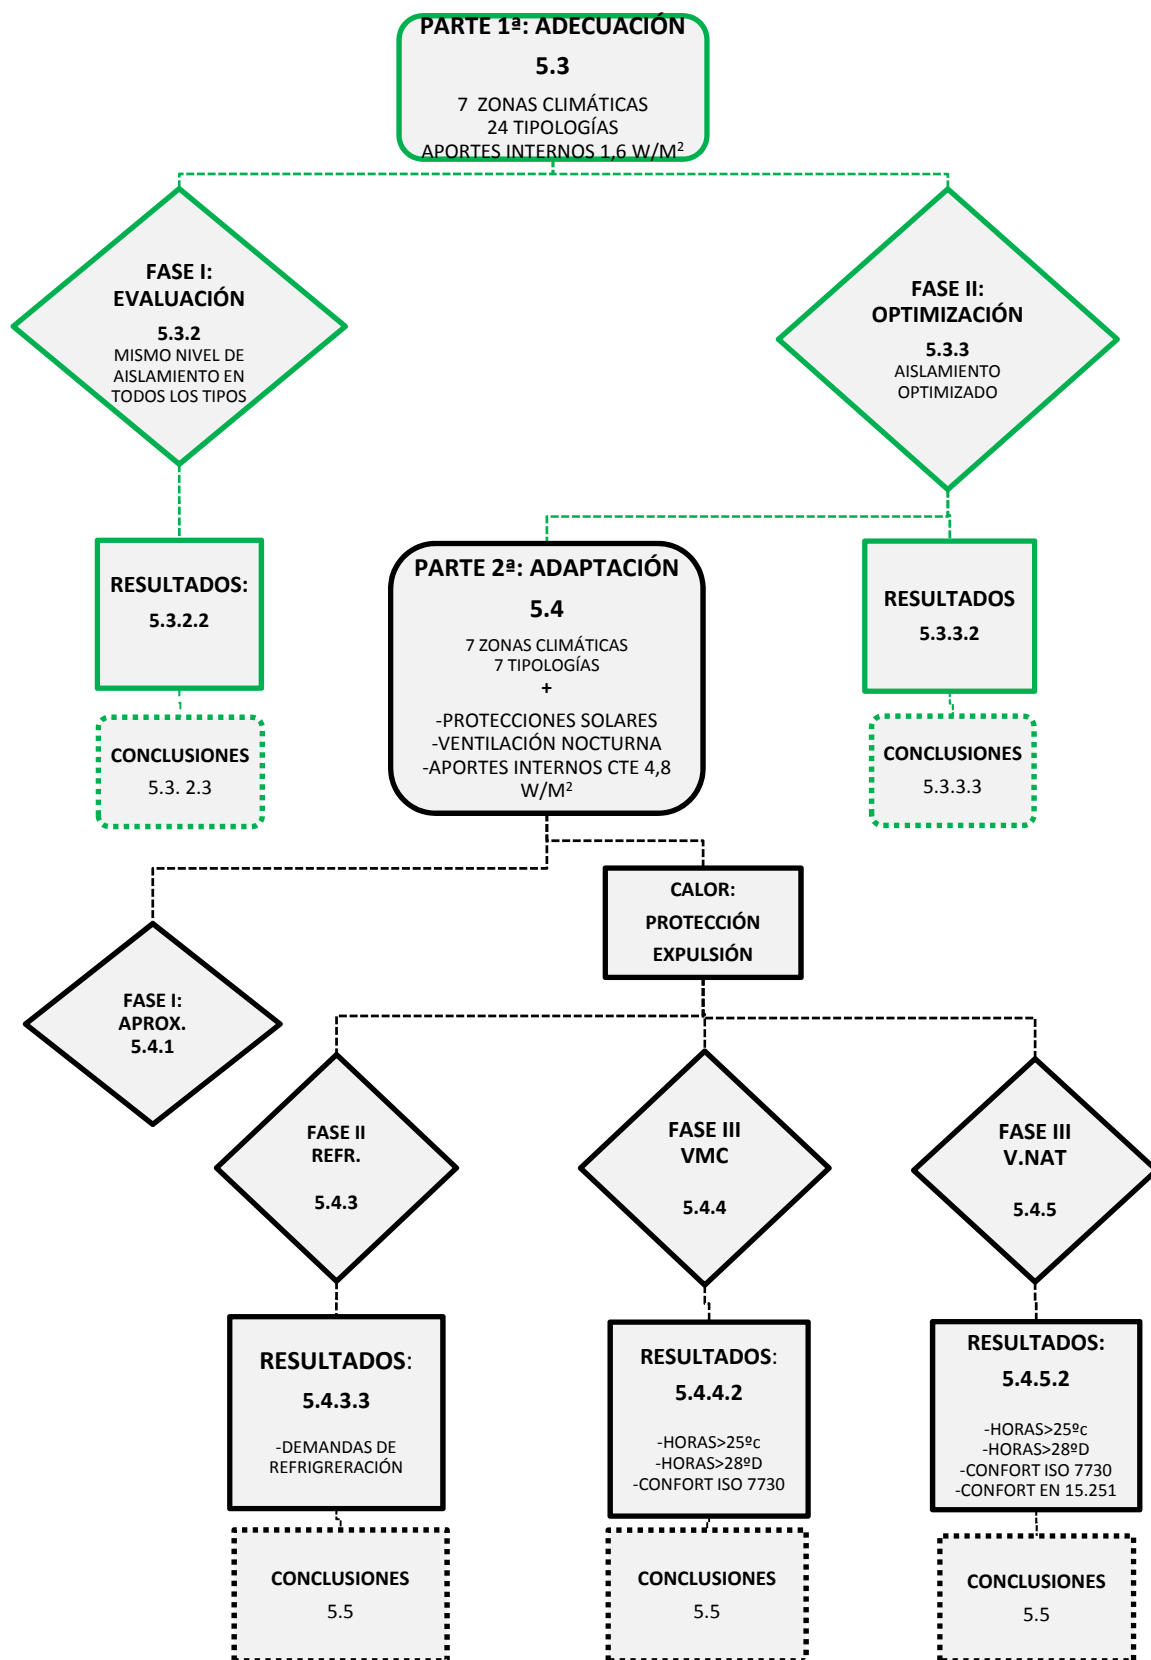 PARTE 1ª: ADECUACIÓN
5.3
7  ZONAS CLIMÁTICAS
24 TIPOLOGÍAS
APORTES INTERNOS 1,6 W/M²
FASE I:
EVALUACIÓN
5.3.2
MISMO NIVEL DE
AISLAMIENTO EN
TODOS LOS TIPOS
FASE II:
OPTIMIZACIÓN
5.3.3
AISLAMIENTO
OPTIMIZADO
RESULTADOS:
5.3.2.2
CONCLUSIONES
5.3. 2.3
PARTE 2ª: ADAPTACIÓN
5.4
7 ZONAS CLIMÁTICAS
7 TIPOLOGÍAS
+
-PROTECCIONES SOLARES
-VENTILACIÓN NOCTURNA
-APORTES INTERNOS CTE 4,8
W/M²
RESULTADOS
5.3.3.2
CONCLUSIONES
5.3.3.3
CALOR:
PROTECCIÓN
EXPULSIÓN
FASE I:
APROX.
5.4.1
FASE II
REFR.
5.4.3
FASE III
VMC
5.4.4
FASE III
V.NAT
5.4.5
RESULTADOS:
5.4.3.3
-DEMANDAS DE
REFRIGRERACIÓN
RESULTADOS:
5.4.4.2
-HORAS>25ºc
-HORAS>28ºD
-CONFORT ISO 7730
RESULTADOS:
5.4.5.2
-HORAS>25ºc
-HORAS>28ºD
-CONFORT ISO 7730
-CONFORT EN 15.251
CONCLUSIONES
5.5
CONCLUSIONES
5.5
CONCLUSIONES
5.5